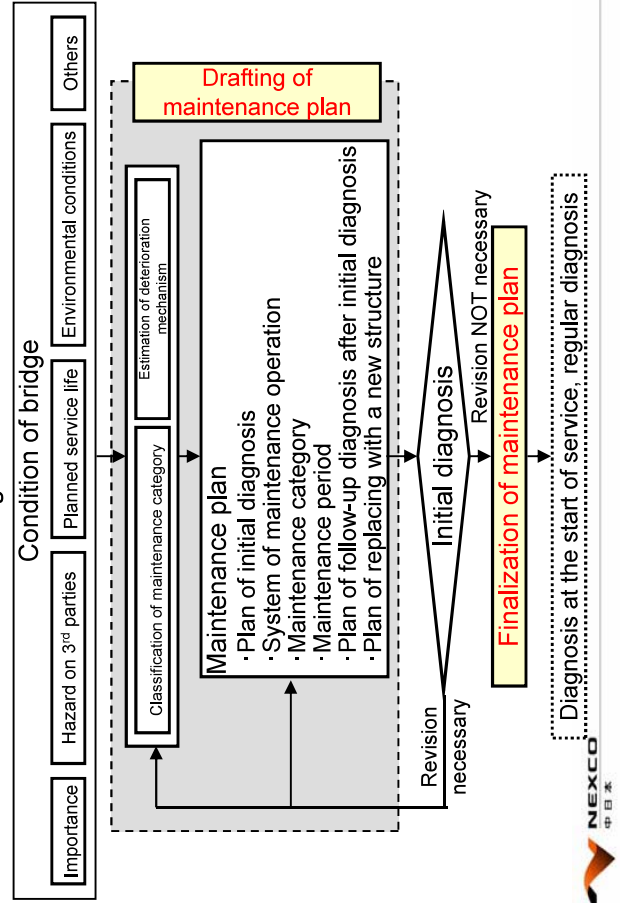 Condition of bridge
Importance
Hazard on 3rd parties
Planned service life
Environmental conditions
Others
Drafting of
maintenance plan
Classification of maintenance category
Estimation of deterioration
mechanism
Maintenance plan
・Plan of initial diagnosis
・System of maintenance operation
・Maintenance category
・Maintenance period
・Plan of follow-up diagnosis after initial diagnosis
・Plan of replacing with a new structure
Initial diagnosis
Revision
necessary
Revision NOT necessary
Finalization of maintenance plan
Diagnosis at the start of service, regular diagnosis
NEXCO
中日本